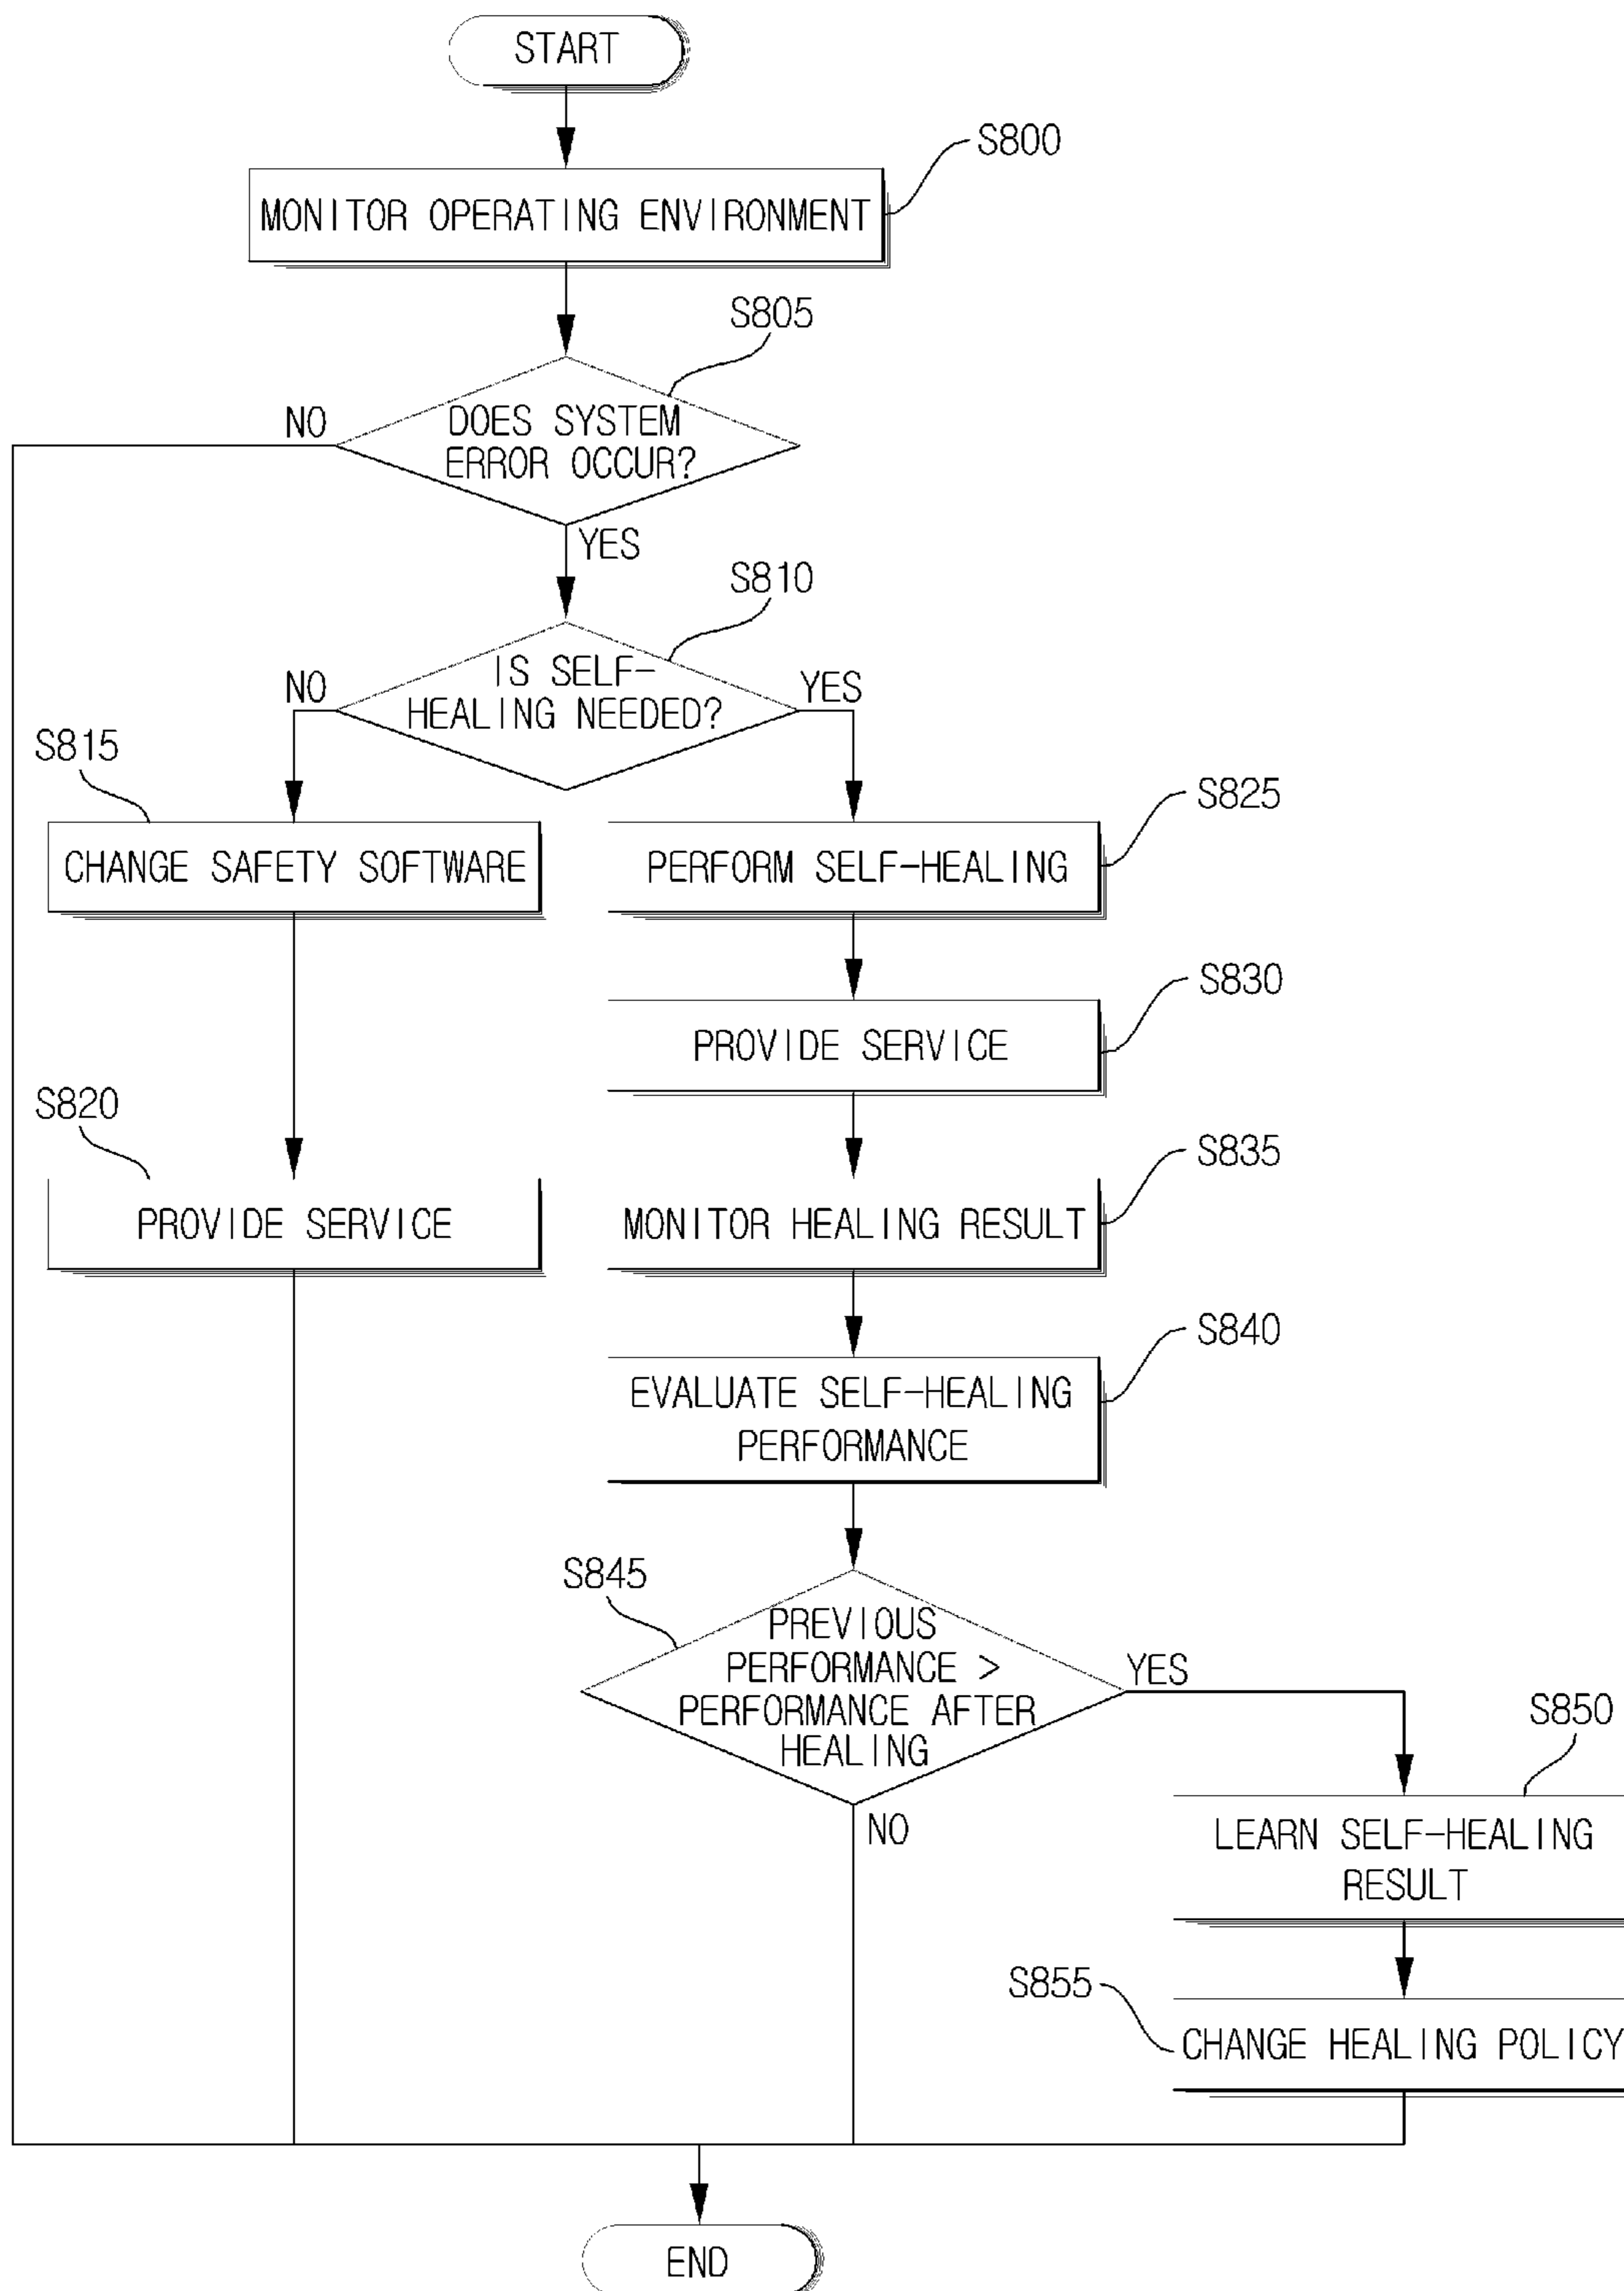 START
S800
MONITOR OPERATING ENVIRONMENT
S805
NO
DOES SYSTEM
ERROR OCCUR?
YES
S810
NO
IS SELF-
HEALING NEEDED?
YES
S815
CHANGE SAFETY SOFTWARE
S825
PERFORM SELF-HEALING
S830
PROVIDE SERVICE
S820
PROVIDE SERVICE
S835
MONITOR HEALING RESULT
S840
EVALUATE SELF-HEALING
PERFORMANCE
S845
PREVIOUS
PERFORMANCE >
PERFORMANCE AFTER
HEALING
YES
NO
S850
LEARN SELF-HEALING
RESULT
S855
CHANGE HEALING POLICY
END